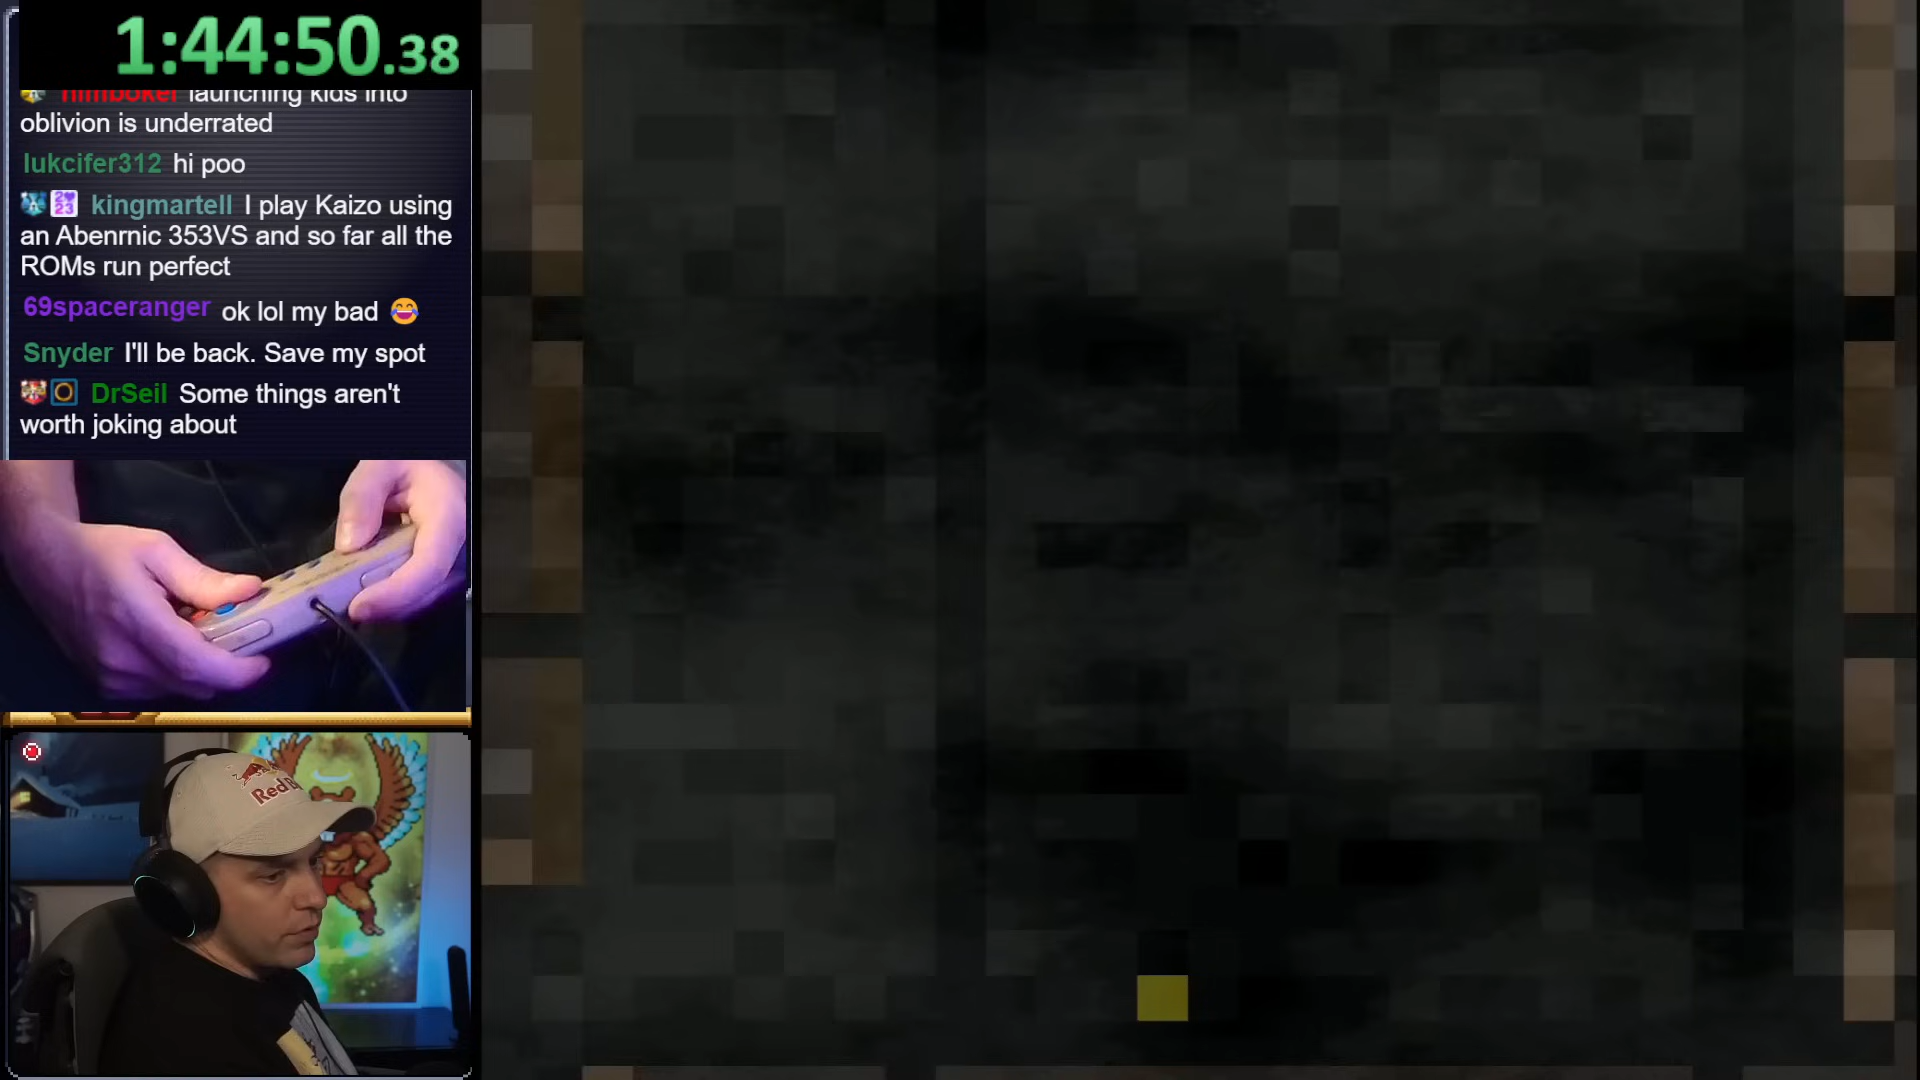 1:44:50.38
nimboker launching kids into
oblivion is underrated
lukcifer312 hi poo
kingmartell I play Kaizo using
an Abenrnic 353VS and so far all the
ROMs run perfect
69spaceranger ok lol my bad 😂
Snyder I'll be back. Save my spot
DrSeil Some things aren't
worth joking about
Red B